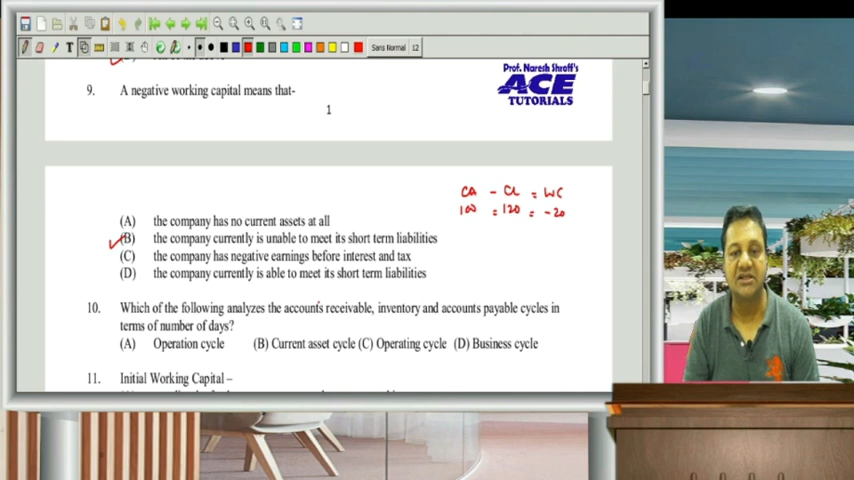 Sans Normal 12
Prof. Naresh Shroff's
ACE
TUTORIALS
9. A negative working capital means that-
1
CA - CL = WC
100 = 120 = -20
(A) the company has no current assets at all
(B) the company currently is unable to meet its short term liabilities
(C) the company has negative earnings before interest and tax
(D) the company currently is able to meet its short term liabilities
10. Which of the following analyzes the accounts receivable, inventory and accounts payable cycles in
terms of number of days?
(A) Operation cycle (B) Current asset cycle (C) Operating cycle (D) Business cycle
11. Initial Working Capital –